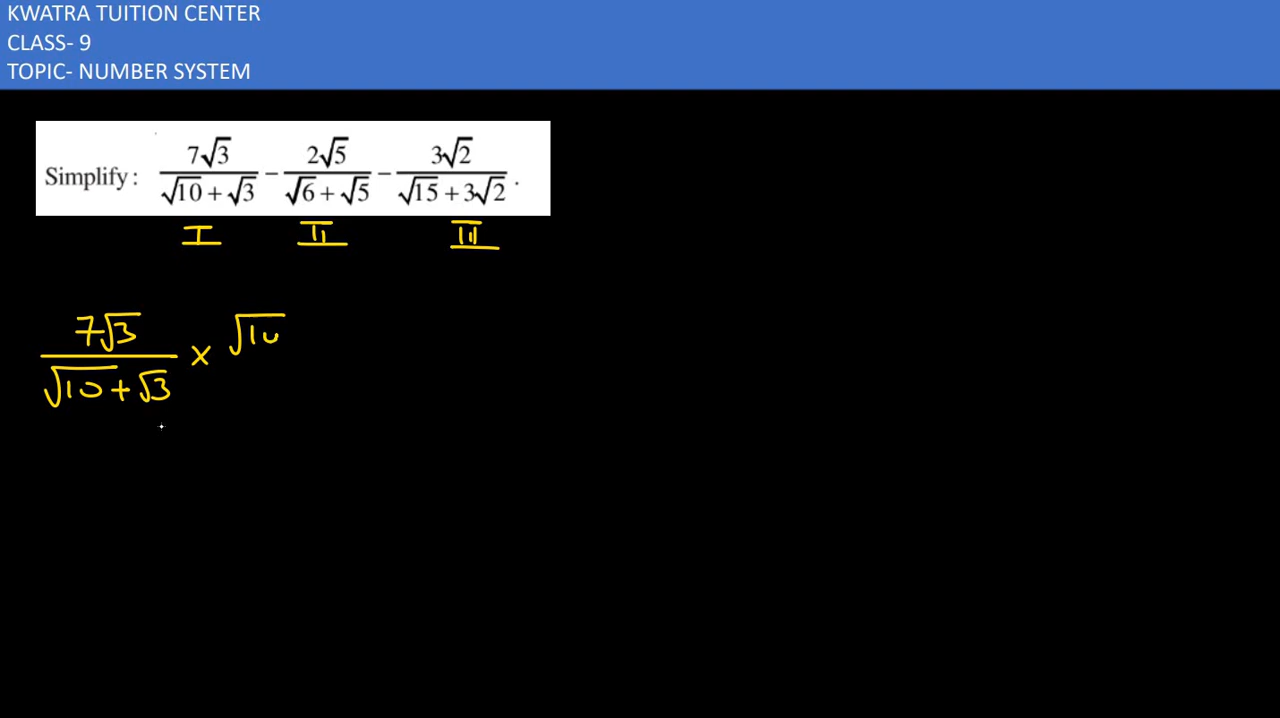 KWATRA TUITION CENTER
CLASS- 9
TOPIC- NUMBER SYSTEM
Simplify: 7√3/(√10+√3) − 2√5/(√6+√5) − 3√2/(√15+3√2).
I II III
7√3/(√10+√3) × √10